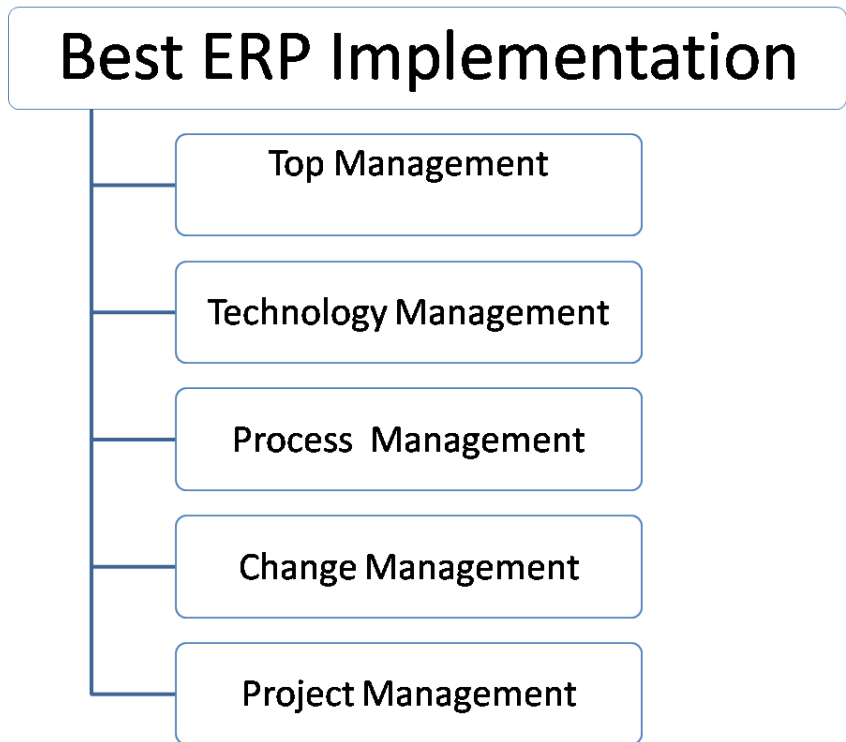 Best ERP Implementation
Top Management
Technology Management
Process Management
Change Management
Project Management